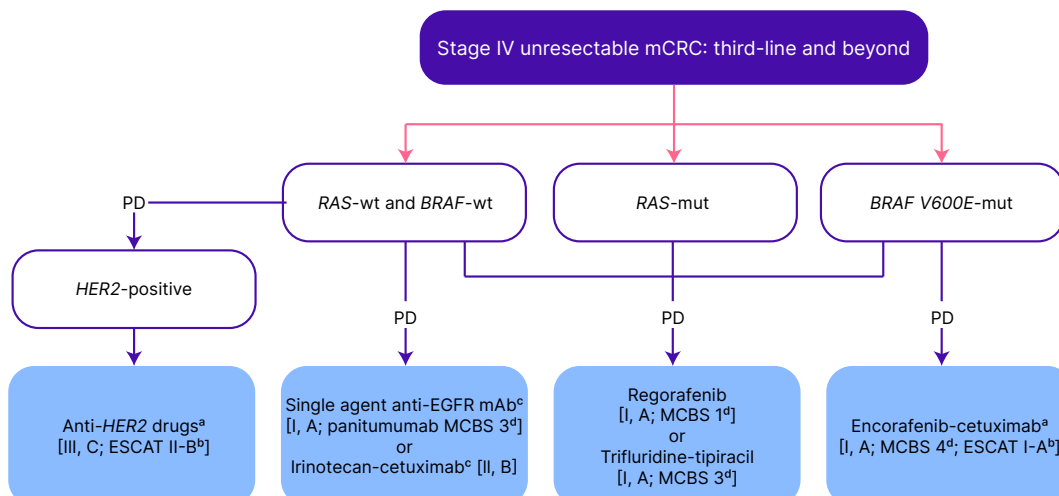 Stage IV unresectable mCRC: third-line and beyond
RAS-wt and BRAF-wt
RAS-mut
BRAF V600E-mut
PD
HER2-positive
PD
PD
PD
Anti-HER2 drugsᵃ
[III, C; ESCAT II-Bᵇ]
Single agent anti-EGFR mAbᶜ
[I, A; panitumumab MCBS 3ᵈ]
or
Irinotecan-cetuximabᶜ [II, B]
Regorafenib
[I, A; MCBS 1ᵈ]
or
Trifluridine-tipiracil
[I, A; MCBS 3ᵈ]
Encorafenib-cetuximabᵃ
[I, A; MCBS 4ᵈ; ESCAT I-Aᵇ]